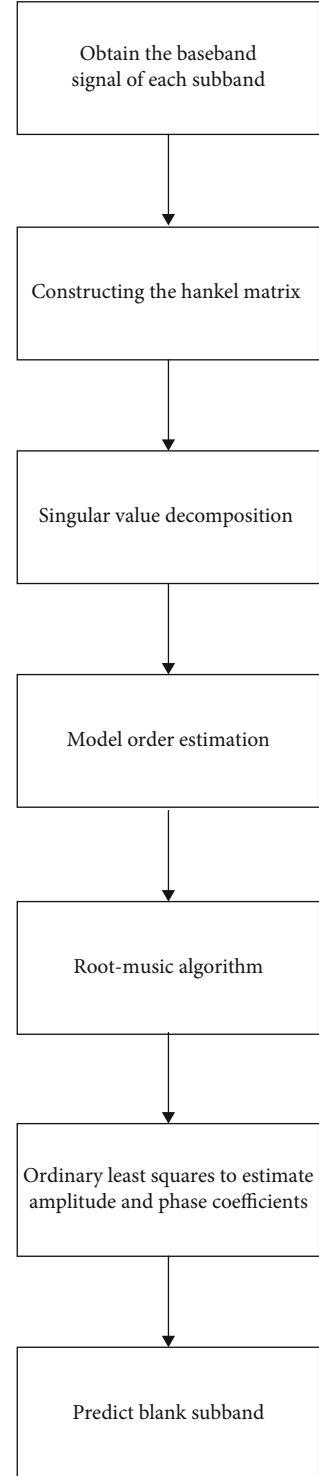 Obtain the baseband
signal of each subband
Constructing the hankel matrix
Singular value decomposition
Model order estimation
Root-music algorithm
Ordinary least squares to estimate
amplitude and phase coefficients
Predict blank subband